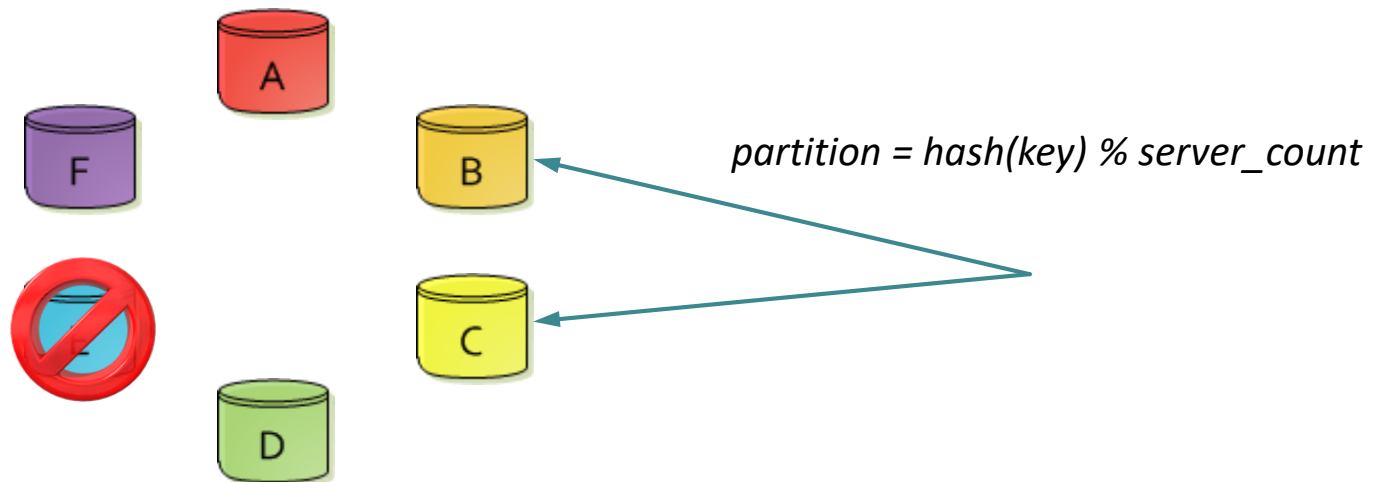 A
F
B
partition = hash(key) % server_count
C
D